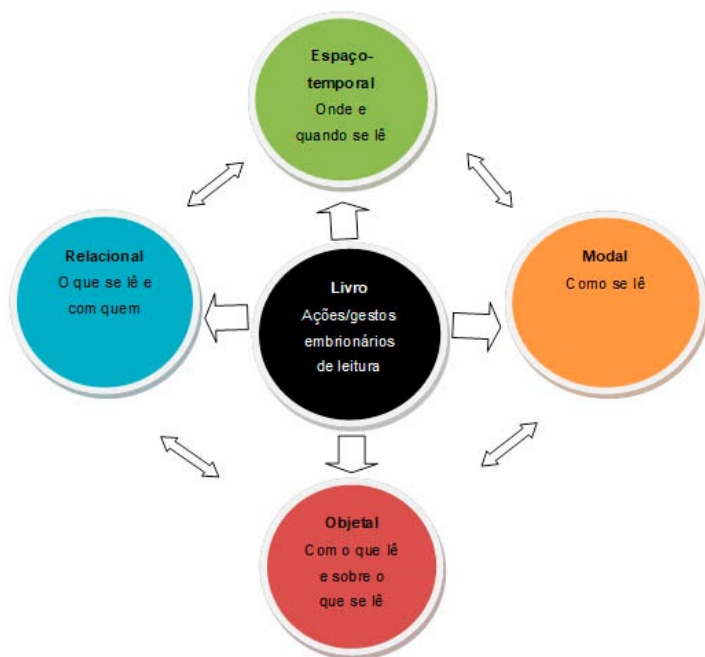 Espaço-
temporal
Onde e
quando se lê
Relacional
O que se lê e
com quem
Livro
Ações/gestos
embrionários
de leitura
Modal
Como se lê
Objetal
Com o que lê
e sobre o
que se lê